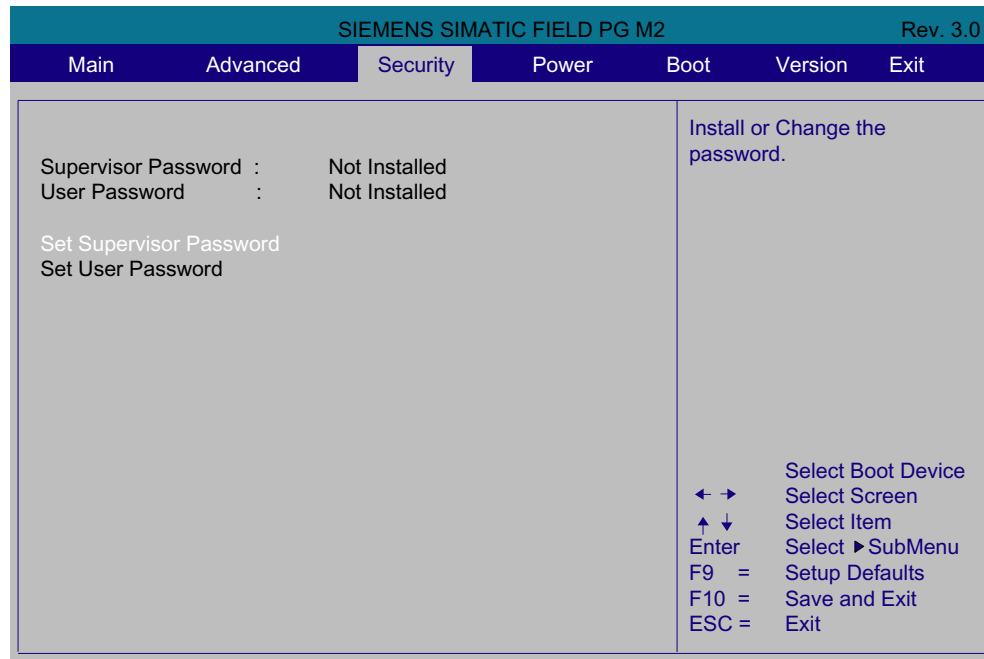 SIEMENS SIMATIC FIELD PG M2 Rev. 3.0
Main Advanced Security Power Boot Version Exit
Supervisor Password : Not Installed
User Password : Not Installed
Set Supervisor Password
Set User Password
Install or Change the
password.
Select Boot Device
← → Select Screen
↑ ↓ Select Item
Enter Select ▶ SubMenu
F9 = Setup Defaults
F10 = Save and Exit
ESC = Exit